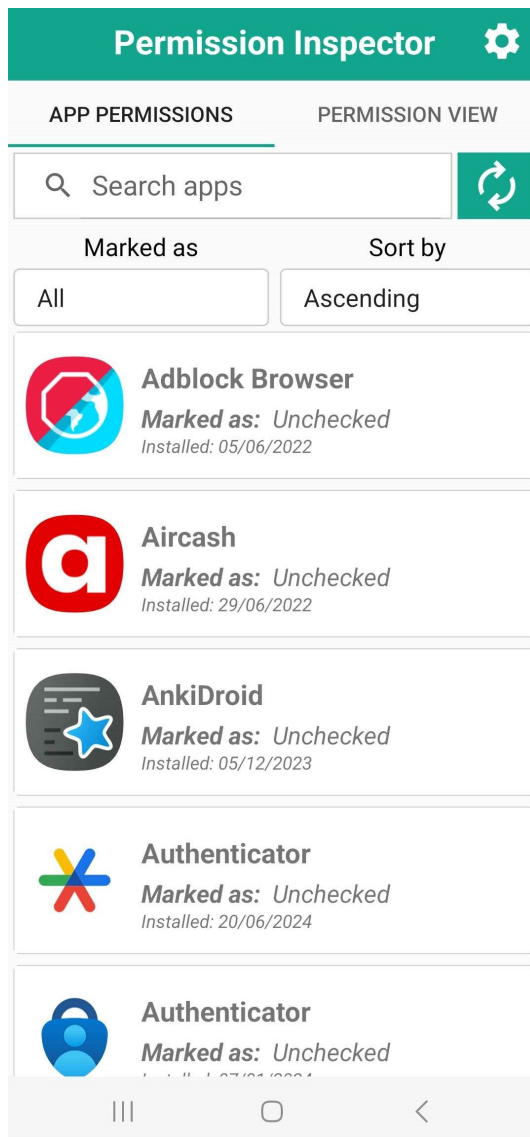 Permission Inspector
APP PERMISSIONS PERMISSION VIEW
Search apps
Marked as Sort by
All Ascending
Adblock Browser
Marked as: Unchecked
Installed: 05/06/2022
a
Aircash
Marked as: Unchecked
Installed: 29/06/2022
AnkiDroid
Marked as: Unchecked
Installed: 05/12/2023
Authenticator
Marked as: Unchecked
Installed: 20/06/2024
Authenticator
Marked as: Unchecked